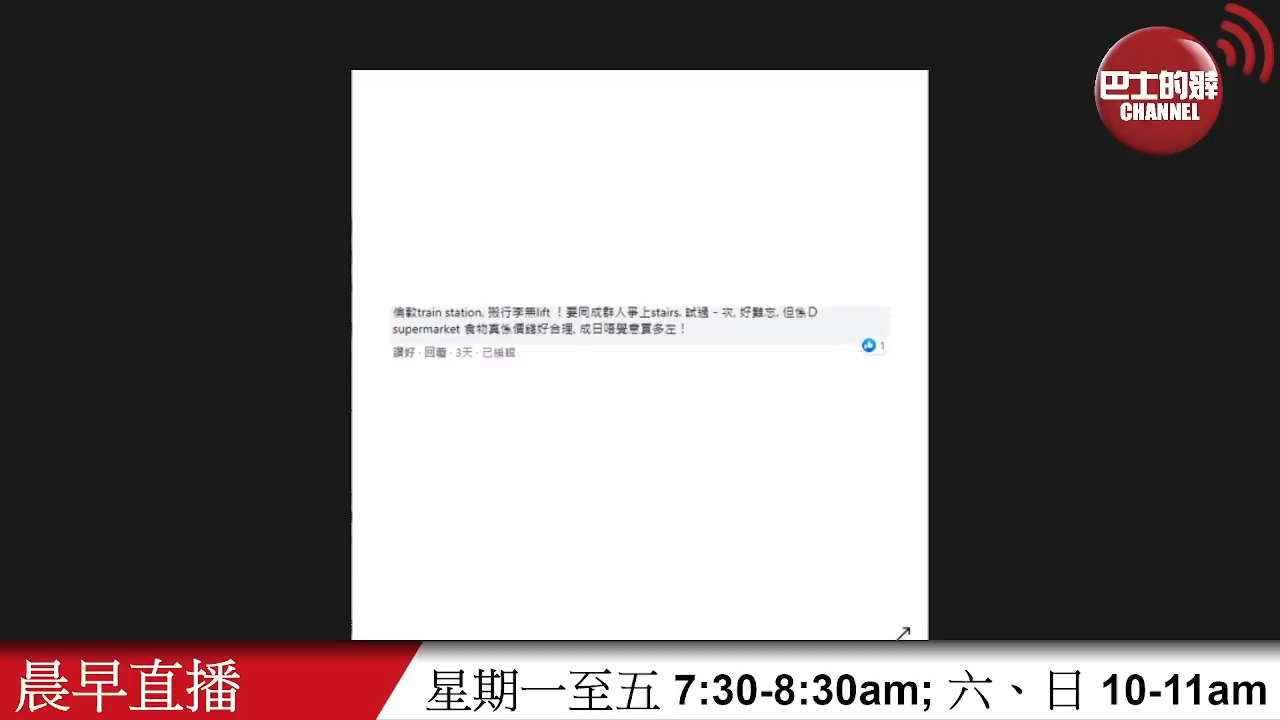 巴士的報
CHANNEL
倫敦train station, 搬行李無lift ！要同成群人爭上stairs. 試過 - 次, 好難忘. 但係D
supermarket 食物真係價錢好合理, 成日唔覺意買多左！
讚好 · 回覆 · 3天 · 已編輯
1
晨早直播
星期一至五 7:30-8:30am; 六、日 10-11am